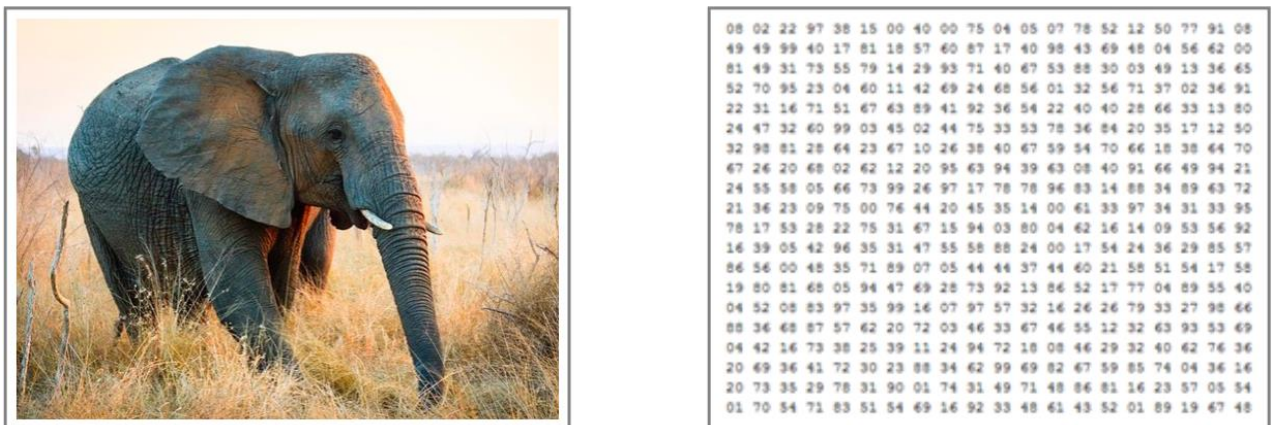 08 02 22 97 38 15 00 40 00 75 04 05 07 78 52 12 50 77 91 08
49 49 99 40 17 81 18 57 60 87 17 40 98 43 69 48 04 56 62 00
81 49 31 73 55 79 14 29 93 71 40 67 53 88 30 03 49 13 36 65
52 70 95 23 04 60 11 42 69 24 68 56 01 32 56 71 37 02 36 91
22 31 16 71 51 67 63 89 41 92 36 54 22 40 40 28 66 33 13 80
24 47 32 60 99 03 45 02 44 75 33 53 78 36 84 20 35 17 12 50
32 98 81 28 64 23 67 10 26 38 40 67 59 54 70 66 18 38 64 70
67 26 20 68 02 62 12 20 95 63 94 39 63 08 40 91 66 49 94 21
24 55 58 05 66 73 99 26 97 17 78 78 96 83 14 88 34 89 63 72
21 36 23 09 75 00 76 44 20 45 35 14 00 61 33 97 34 31 33 95
78 17 53 28 22 75 31 67 15 94 03 80 04 62 16 14 09 53 56 92
16 39 05 42 96 35 31 47 55 58 88 24 00 17 54 24 36 29 85 57
86 56 00 48 35 71 89 07 05 44 44 37 44 60 21 58 51 54 17 58
19 80 81 68 05 94 47 69 28 73 92 13 86 52 17 77 04 89 55 40
04 52 08 83 97 35 99 16 07 97 57 32 16 26 26 79 33 27 98 66
88 36 68 87 57 62 20 72 03 46 33 67 46 55 12 32 63 93 53 69
04 42 16 73 38 25 39 11 24 94 72 18 08 46 29 32 40 62 76 36
20 69 36 41 72 30 23 88 34 62 99 69 82 67 59 85 74 04 36 16
20 73 35 29 78 31 90 01 74 31 49 71 48 86 81 16 23 57 05 54
01 70 54 71 83 51 54 69 16 92 33 48 61 43 52 01 89 19 67 48